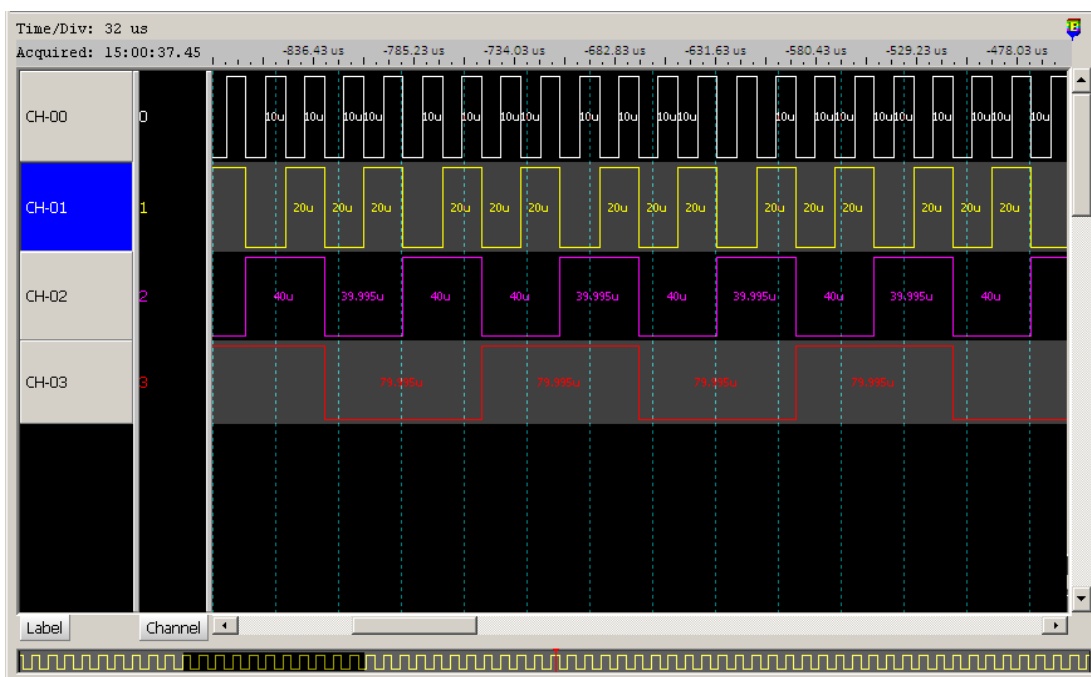 Time/Div: 32 us
Acquired: 15:00:37.45 -836.43 us -785.23 us -734.03 us -682.83 us -631.63 us -580.43 us -529.23 us -478.03 us
CH-00 0 10u 10u 10u 10u 10u 10u 10u 10u 10u 10u 10u 10u 10u 10u 10u 10u 10u 10u 10u 10u 10u
CH-01 1 20u 20u 20u 20u 20u 20u 20u 20u 20u 20u 20u 20u 20u 20u 20u
CH-02 2 40u 39.995u 40u 40u 39.995u 40u 39.995u 40u 39.995u 40u
CH-03 3 79.995u 79.995u 79.995u 79.995u
Label Channel